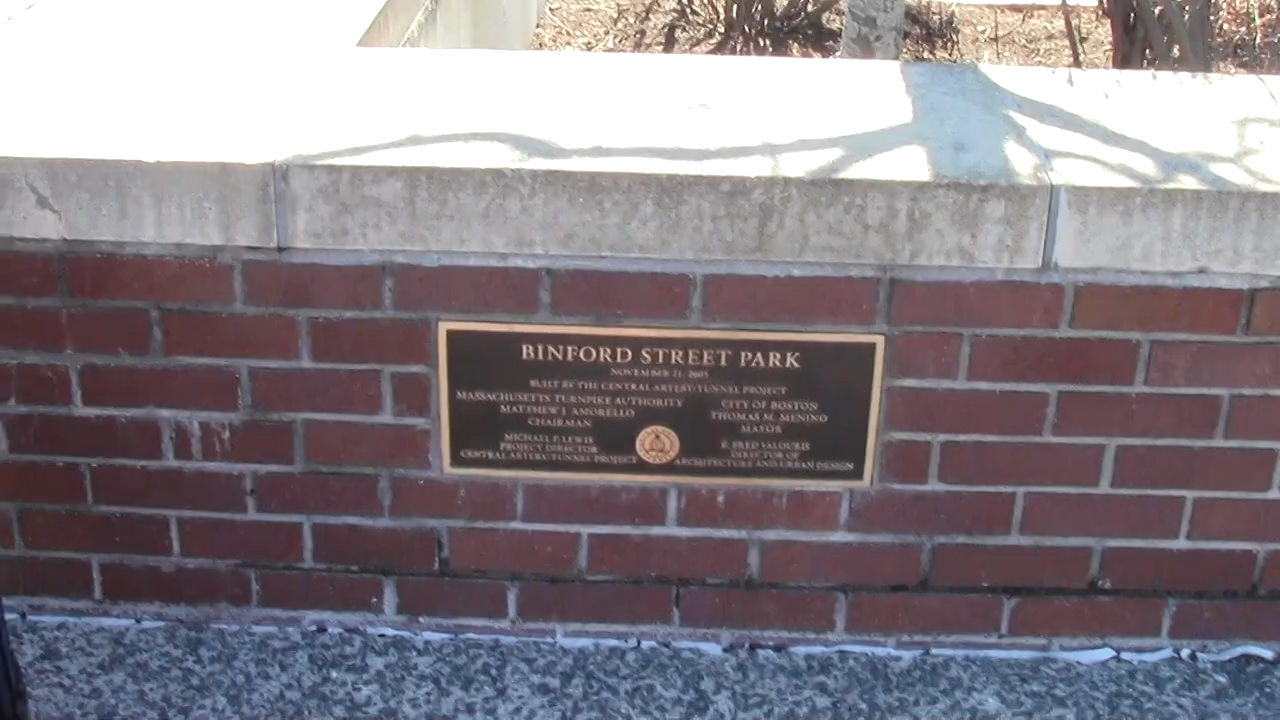 BINFORD STREET PARK
NOVEMBER 21, 2005
BUILT BY THE CENTRAL ARTERY/TUNNEL PROJECT
MASSACHUSETTS TURNPIKE AUTHORITY
MATTHEW J. AMORELLO
CHAIRMAN
MICHAEL P. LEWIS
PROJECT DIRECTOR
CENTRAL ARTERY/TUNNEL PROJECT
CITY OF BOSTON
THOMAS M. MENINO
MAYOR
K. FRED YALOURIS
DIRECTOR OF
ARCHITECTURE AND URBAN DESIGN